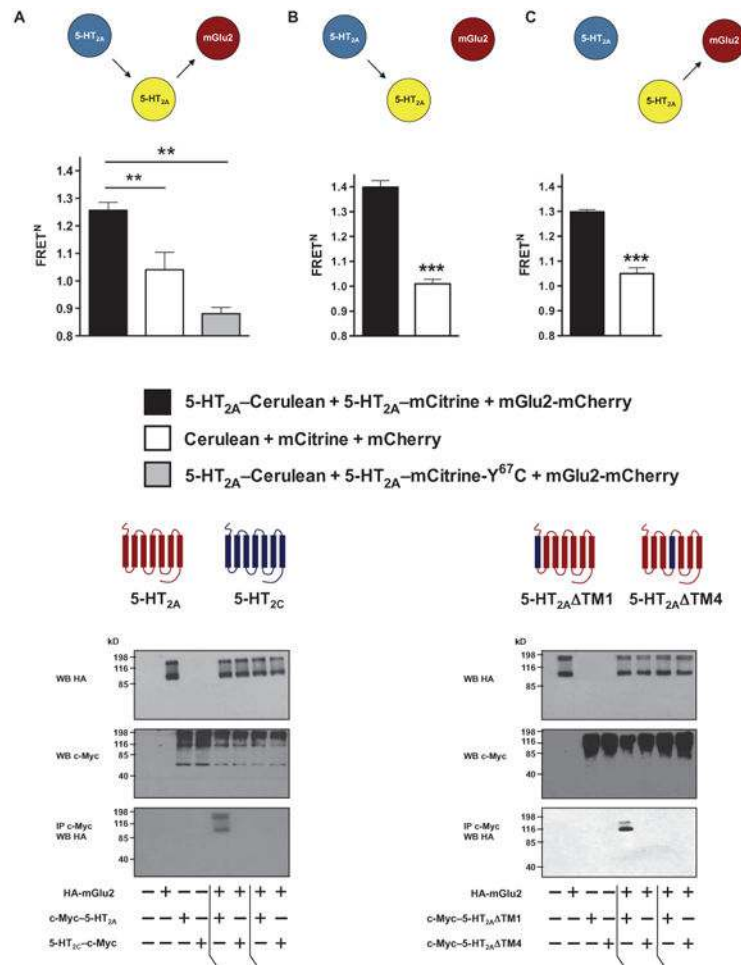 A
B
C
5-HT2A
mGlu2
5-HT2A
5-HT2A
mGlu2
5-HT2A
5-HT2A
mGlu2
5-HT2A
FRETN
1.4
1.3
1.2
1.1
1.0
0.9
0.8
**
**
FRETN
1.4
1.3
1.2
1.1
1.0
0.9
0.8
***
FRETN
1.4
1.3
1.2
1.1
1.0
0.9
0.8
***
5-HT2A–Cerulean + 5-HT2A–mCitrine + mGlu2-mCherry
Cerulean + mCitrine + mCherry
5-HT2A–Cerulean + 5-HT2A–mCitrine-Y67C + mGlu2-mCherry
5-HT2A
5-HT2C
kD
WB HA
198
116
85
WB c-Myc
198
116
85
40
IP c-Myc
WB HA
198
116
85
40
HA-mGlu2 – + – – + + + +
c-Myc–5-HT2A – – + – + – + –
5-HT2C–c-Myc – – – + – + – +
5-HT2AΔTM1
5-HT2AΔTM4
kD
WB HA
198
116
85
WB c-Myc
198
116
85
40
IP c-Myc
WB HA
198
116
85
40
HA-mGlu2 – + – – + + + +
c-Myc–5-HT2AΔTM1 – – + – + – + –
c-Myc–5-HT2AΔTM4 – – – + – + – +